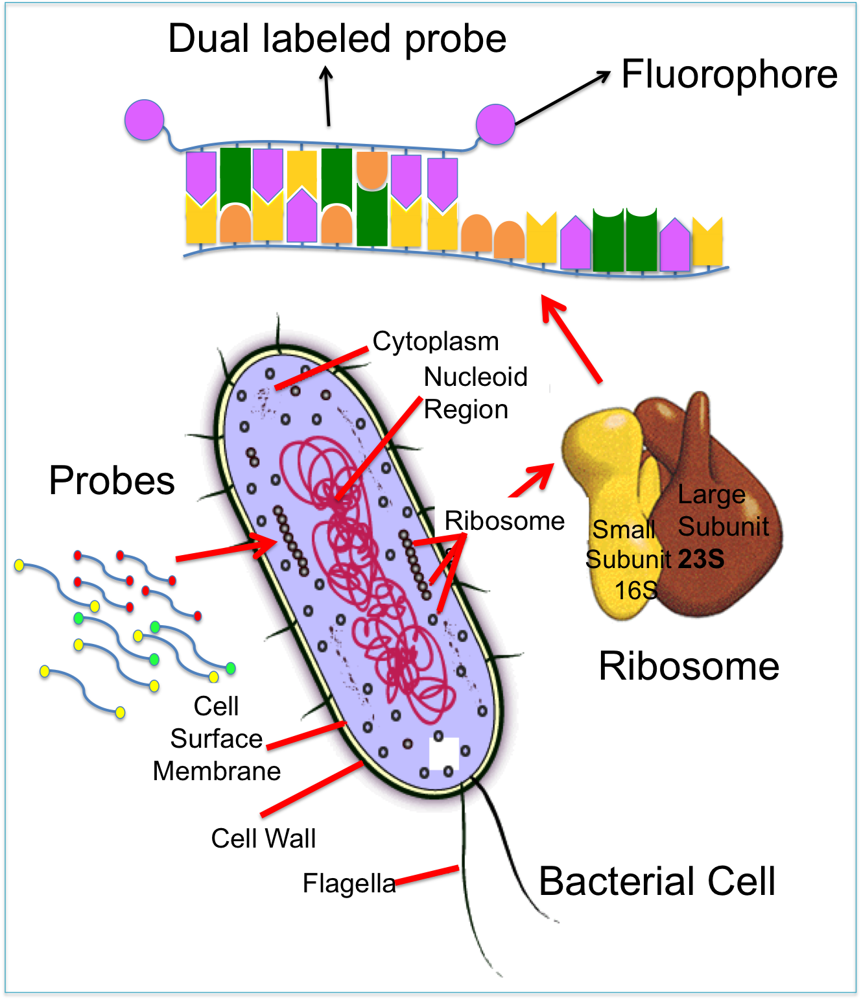 Dual labeled probe
Fluorophore
Cytoplasm
Nucleoid
Region
Probes
Ribosome
s
Large
Subunit
23S
Small
Subunit
16S
Ribosome
Cell
Surface
Membrane
Cell Wall
Flagella
Bacterial Cell